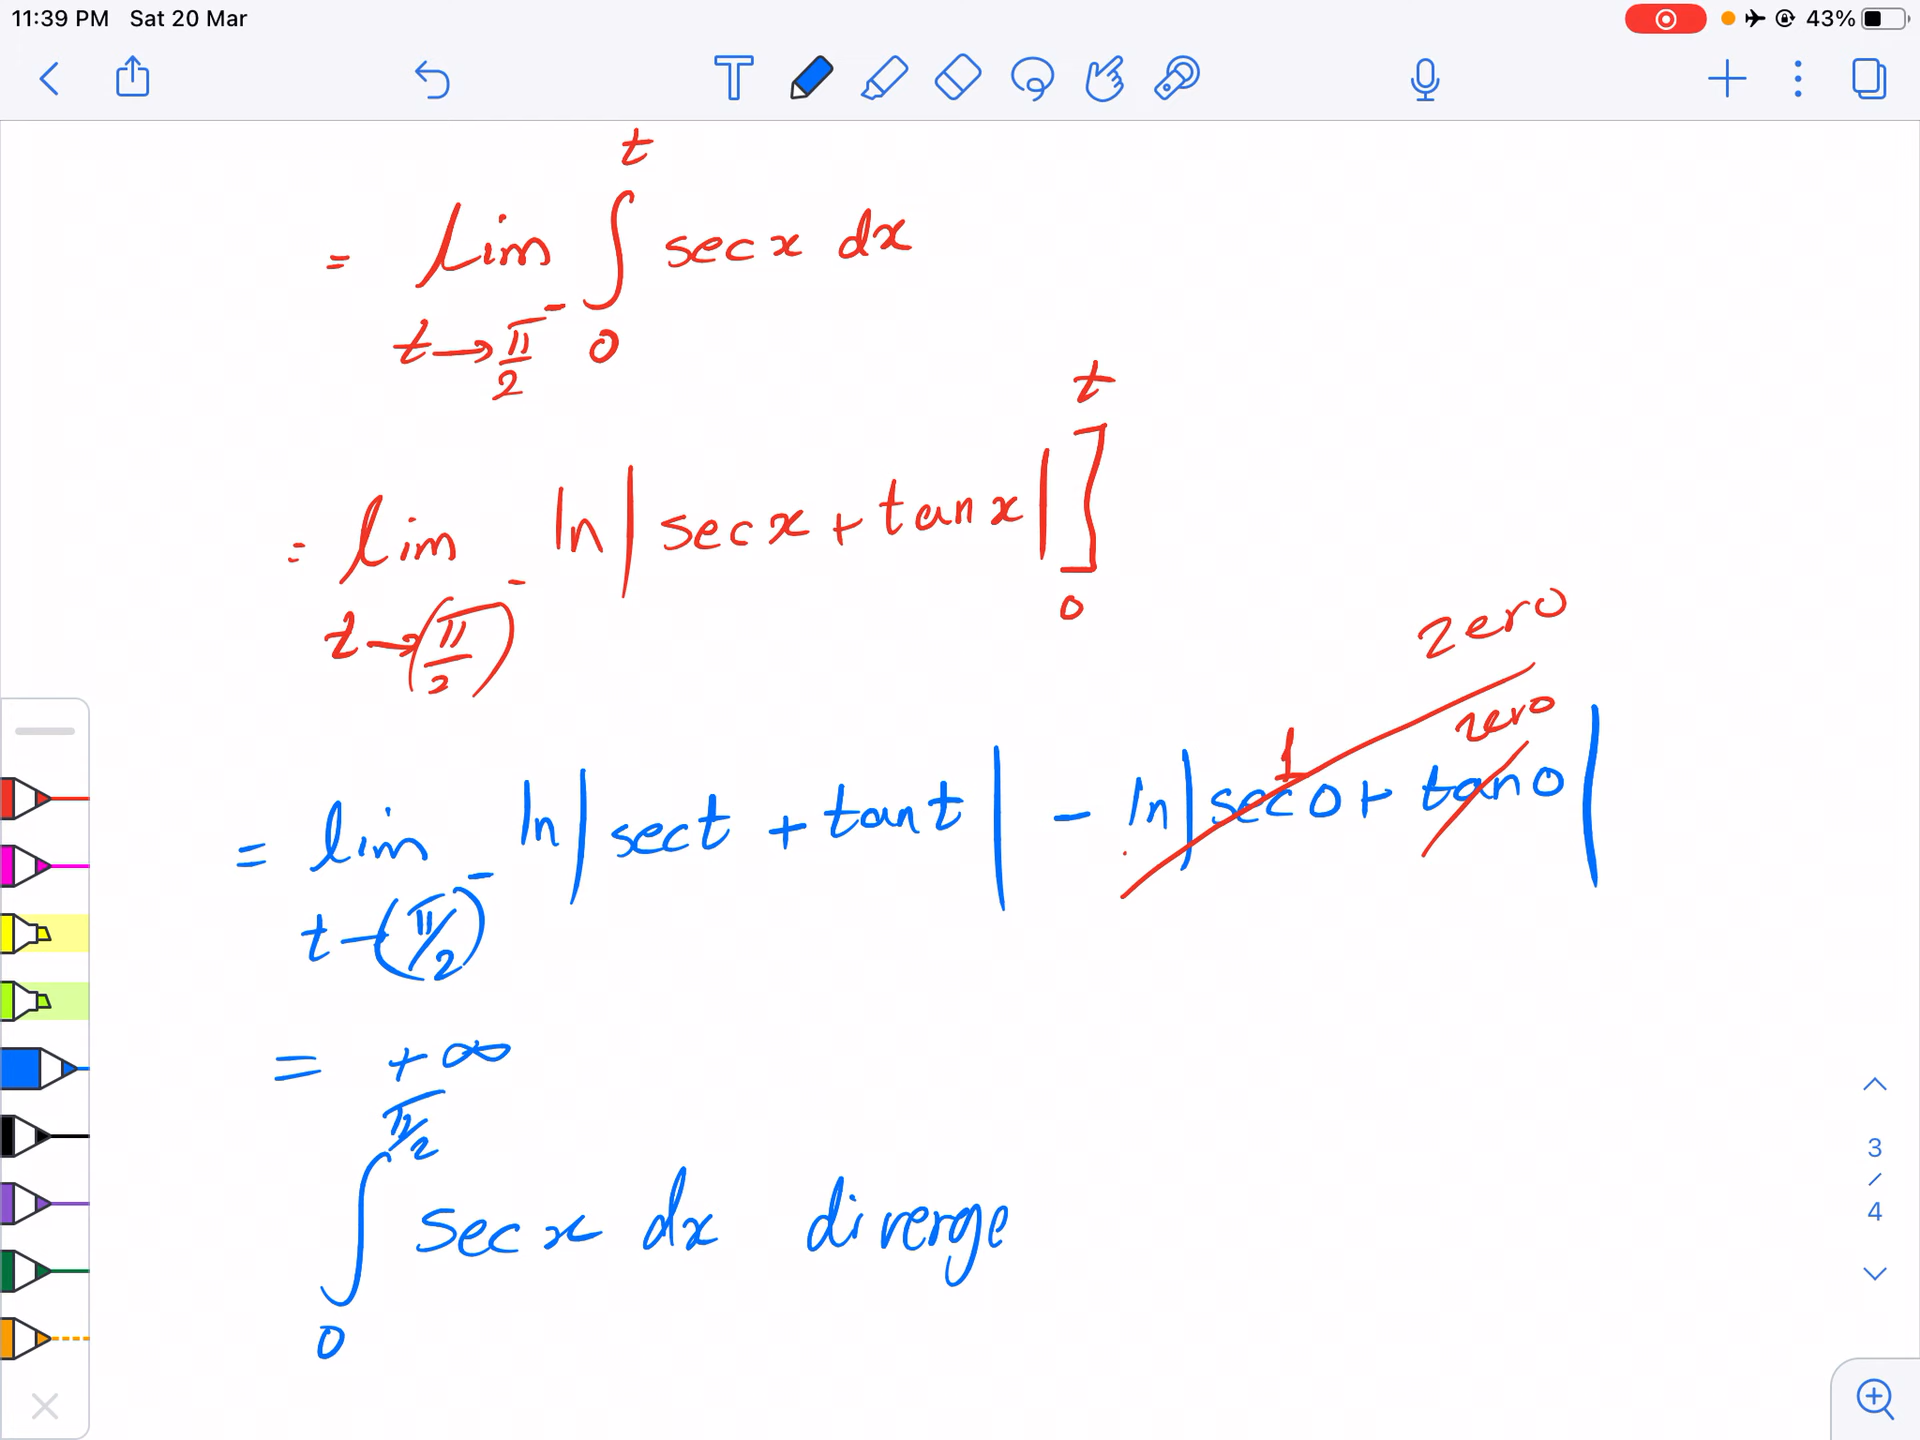 11:39 PM Sat 20 Mar 43%
t
= lim ∫ sec x dx
t→π/2⁻ 0
t
= lim ln|sec x + tan x|]
t→(π/2)⁻ 0
zero
1 zero
= lim ln|sec t + tan t| - ln|sec 0 + tan 0|
t→(π/2)⁻
= +∞
π/2
∫ sec x dx diverge
0
3
/
4